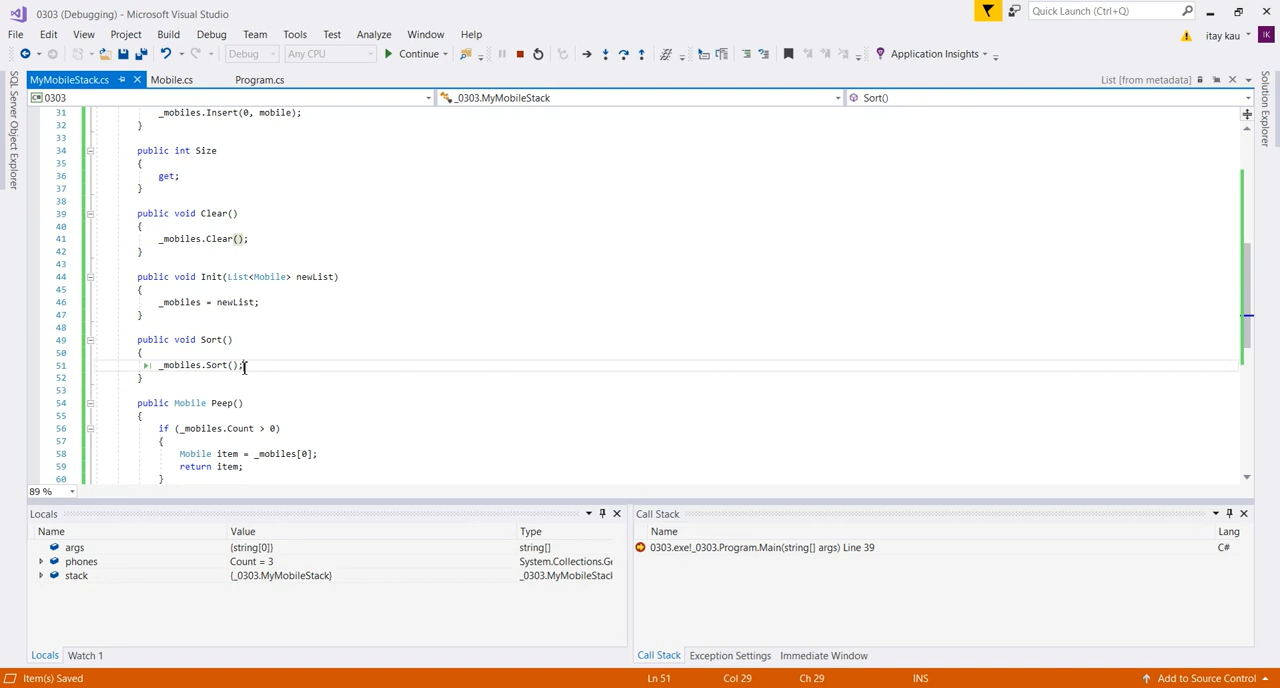 0303 (Debugging) - Microsoft Visual Studio
Quick Launch (Ctrl+Q)
File Edit View Project Build Debug Team Tools Test Analyze Architecture Window Help
itay kau IK
Debug Any CPU Continue Application Insights
MyMobileStack.cs Mobile.cs Program.cs List [from metadata]
0303 _0303.MyMobileStack Sort()
SQL Server Object Explorer
Solution Explorer
31 _mobiles.Insert(0, mobile);
32 }
33
34 public int Size
35 {
36 get;
37 }
38
39 public void Clear()
40 {
41 _mobiles.Clear();
42 }
43
44 public void Init(List<Mobile> newList)
45 {
46 _mobiles = newList;
47 }
48
49 public void Sort()
50 {
51 _mobiles.Sort();
52 }
53
54 public Mobile Peep()
55 {
56 if (_mobiles.Count > 0)
57 {
58 Mobile item = _mobiles[0];
59 return item;
60 }
89 %
Locals
Name Value Type
args {string[0]} string[]
phones Count = 3 System.Collections.Ge
stack {_0303.MyMobileStack} _0303.MyMobileStack
Locals Watch 1
Call Stack
Name Lang
0303.exe!_0303.Program.Main(string[] args) Line 39 C#
Call Stack Exception Settings Immediate Window
Item(s) Saved Ln 51 Col 29 Ch 29 INS Add to Source Control